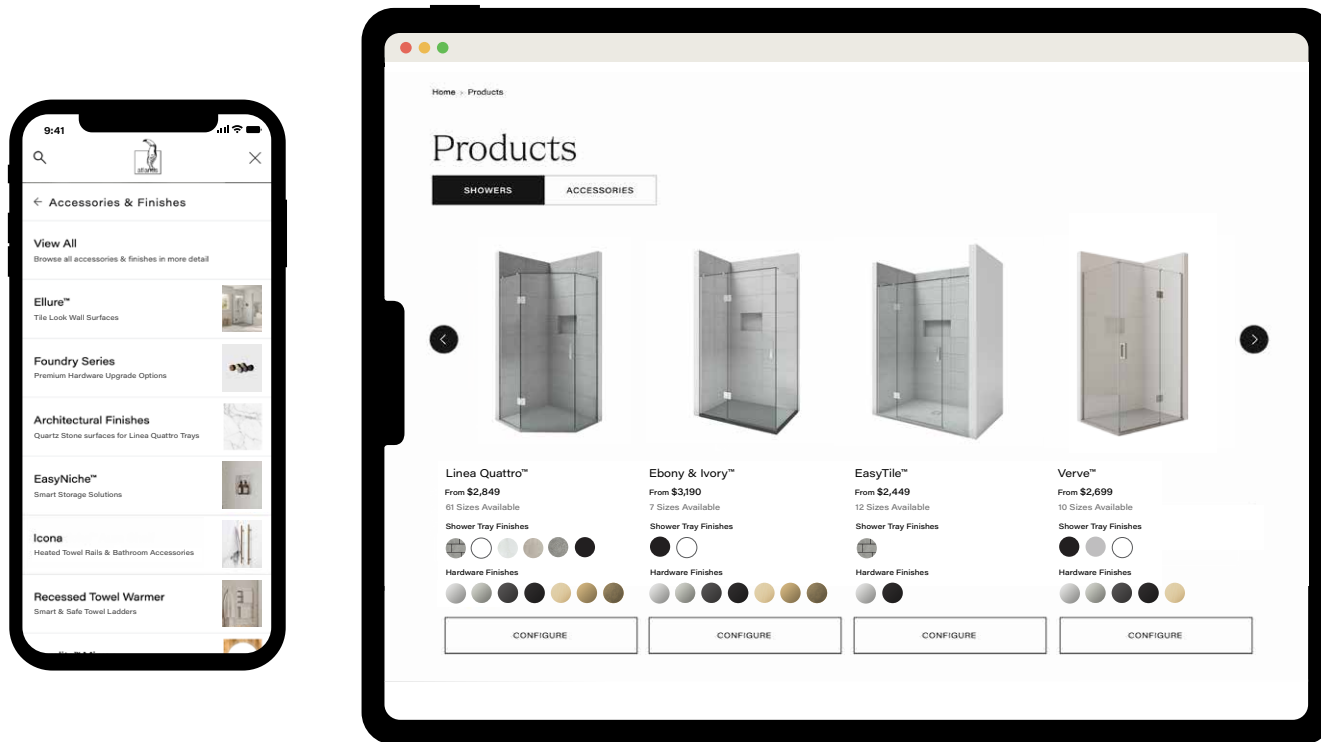 9:41
atlantis
Accessories & Finishes
View All
Browse all accessories & finishes in more detail
Ellure™
Tile Look Wall Surfaces
Foundry Series
Premium Hardware Upgrade Options
Architectural Finishes
Quartz Stone surfaces for Linea Quattro Trays
EasyNiche™
Smart Storage Solutions
Icona
Heated Towel Rails & Bathroom Accessories
Recessed Towel Warmer
Smart & Safe Towel Ladders
Home > Products
Products
SHOWERS ACCESSORIES
Linea Quattro™ Ebony & Ivory™ EasyTile™ Verve™
From $2,849 From $3,190 From $2,449 From $2,699
61 Sizes Available 7 Sizes Available 12 Sizes Available 10 Sizes Available
Shower Tray Finishes Shower Tray Finishes Shower Tray Finishes Shower Tray Finishes
Hardware Finishes Hardware Finishes Hardware Finishes Hardware Finishes
CONFIGURE CONFIGURE CONFIGURE CONFIGURE